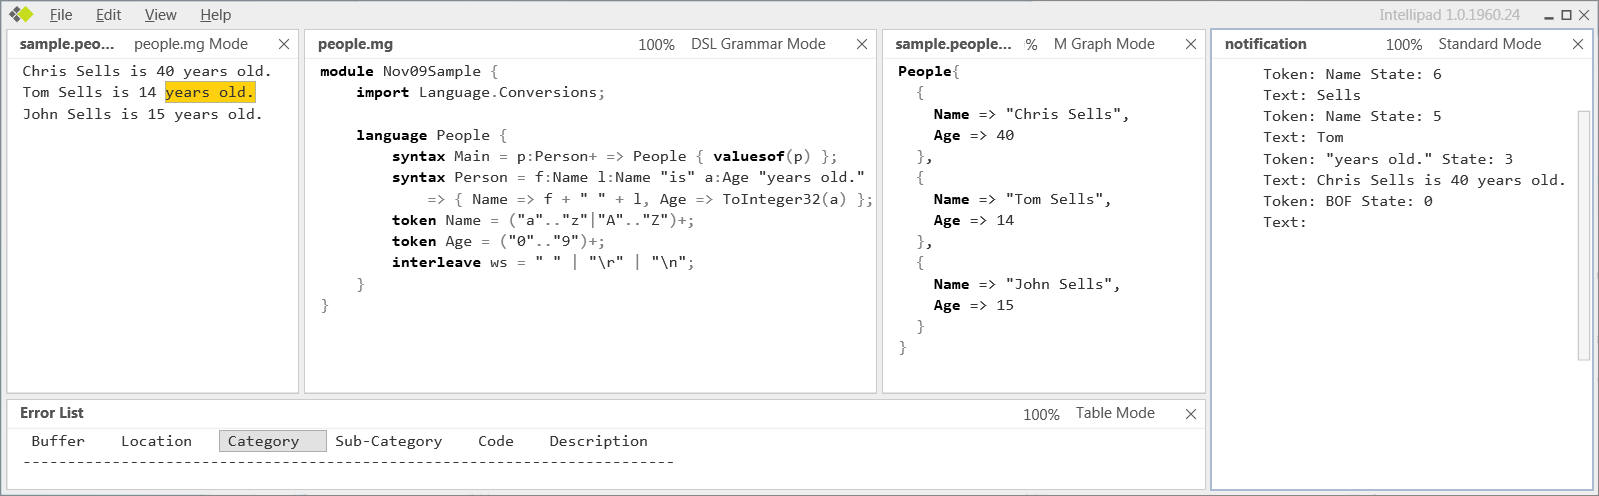 File Edit View Help Intellipad 1.0.1960.24
sample.peo... people.mg Mode
Chris Sells is 40 years old.
Tom Sells is 14 years old.
John Sells is 15 years old.
people.mg 100% DSL Grammar Mode
module Nov09Sample {
import Language.Conversions;
language People {
syntax Main = p:Person+ => People { valuesof(p) };
syntax Person = f:Name l:Name "is" a:Age "years old."
=> { Name => f + " " + l, Age => ToInteger32(a) };
token Name = ("a".."z"|"A".."Z")+;
token Age = ("0".."9")+;
interleave ws = " " | "\r" | "\n";
}
}
sample.people... % M Graph Mode
People{
{
Name => "Chris Sells",
Age => 40
},
{
Name => "Tom Sells",
Age => 14
},
{
Name => "John Sells",
Age => 15
}
}
notification 100% Standard Mode
Token: Name State: 6
Text: Sells
Token: Name State: 5
Text: Tom
Token: "years old." State: 3
Text: Chris Sells is 40 years old.
Token: BOF State: 0
Text:
Error List 100% Table Mode
Buffer Location Category Sub-Category Code Description
-------------------------------------------------------------------------